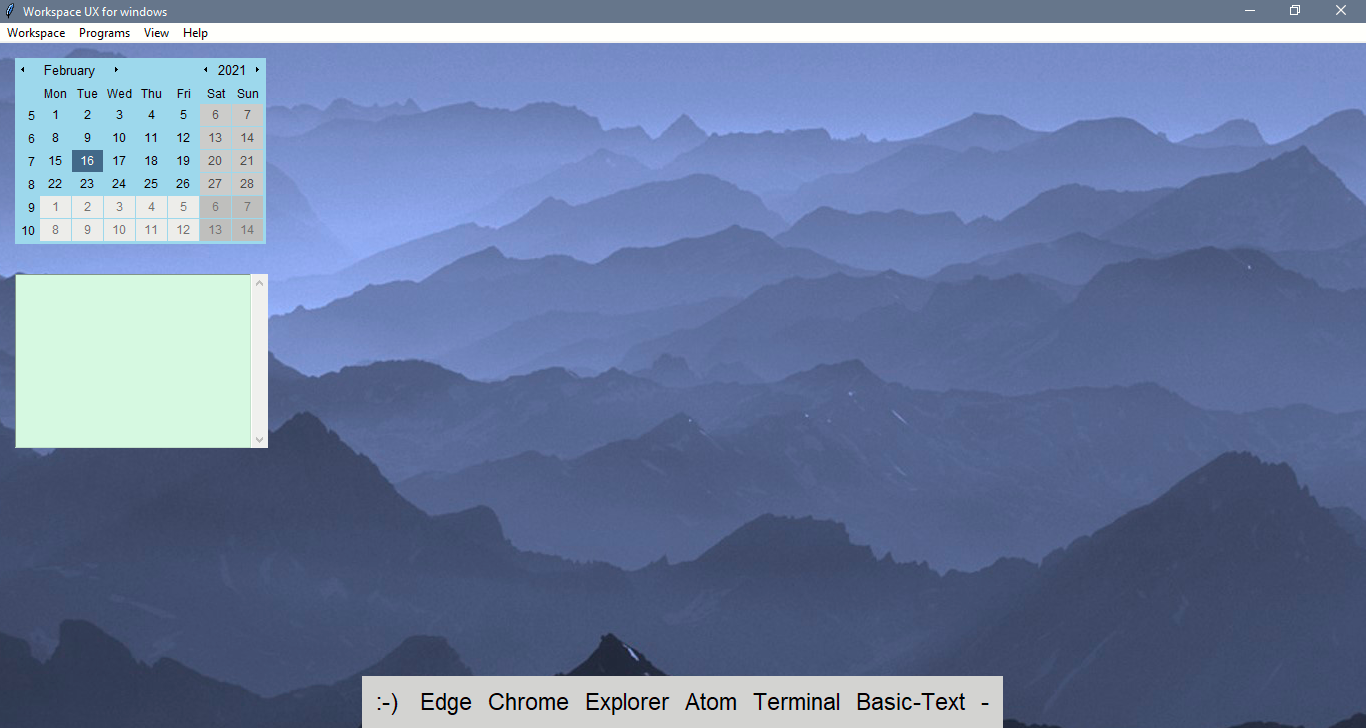 Workspace UX for windows
Workspace Programs View Help
February 2021
Mon Tue Wed Thu Fri Sat Sun
5 1 2 3 4 5 6 7
6 8 9 10 11 12 13 14
7 15 16 17 18 19 20 21
8 22 23 24 25 26 27 28
9 1 2 3 4 5 6 7
10 8 9 10 11 12 13 14
:-) Edge Chrome Explorer Atom Terminal Basic-Text -